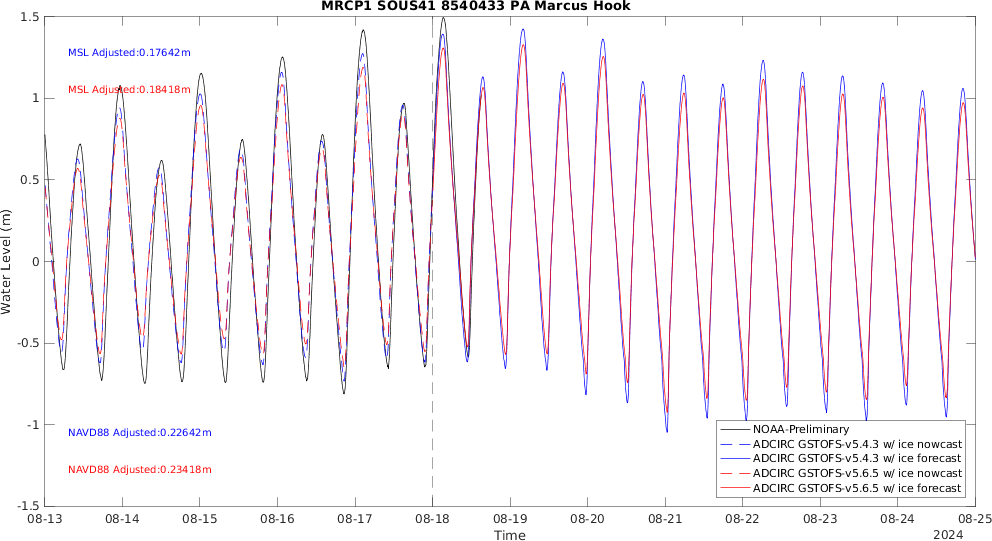 MRCP1 SOUS41 8540433 PA Marcus Hook
1.5
1
0.5
0
-0.5
-1
-1.5
Water Level (m)
MSL Adjusted:0.17642m
MSL Adjusted:0.18418m
NAVD88 Adjusted:0.22642m
NAVD88 Adjusted:0.23418m
NOAA-Preliminary
ADCIRC GSTOFS-v5.4.3 w/ ice nowcast
ADCIRC GSTOFS-v5.4.3 w/ ice forecast
ADCIRC GSTOFS-v5.6.5 w/ ice nowcast
ADCIRC GSTOFS-v5.6.5 w/ ice forecast
08-13 08-14 08-15 08-16 08-17 08-18 08-19 08-20 08-21 08-22 08-23 08-24 08-25
Time
2024